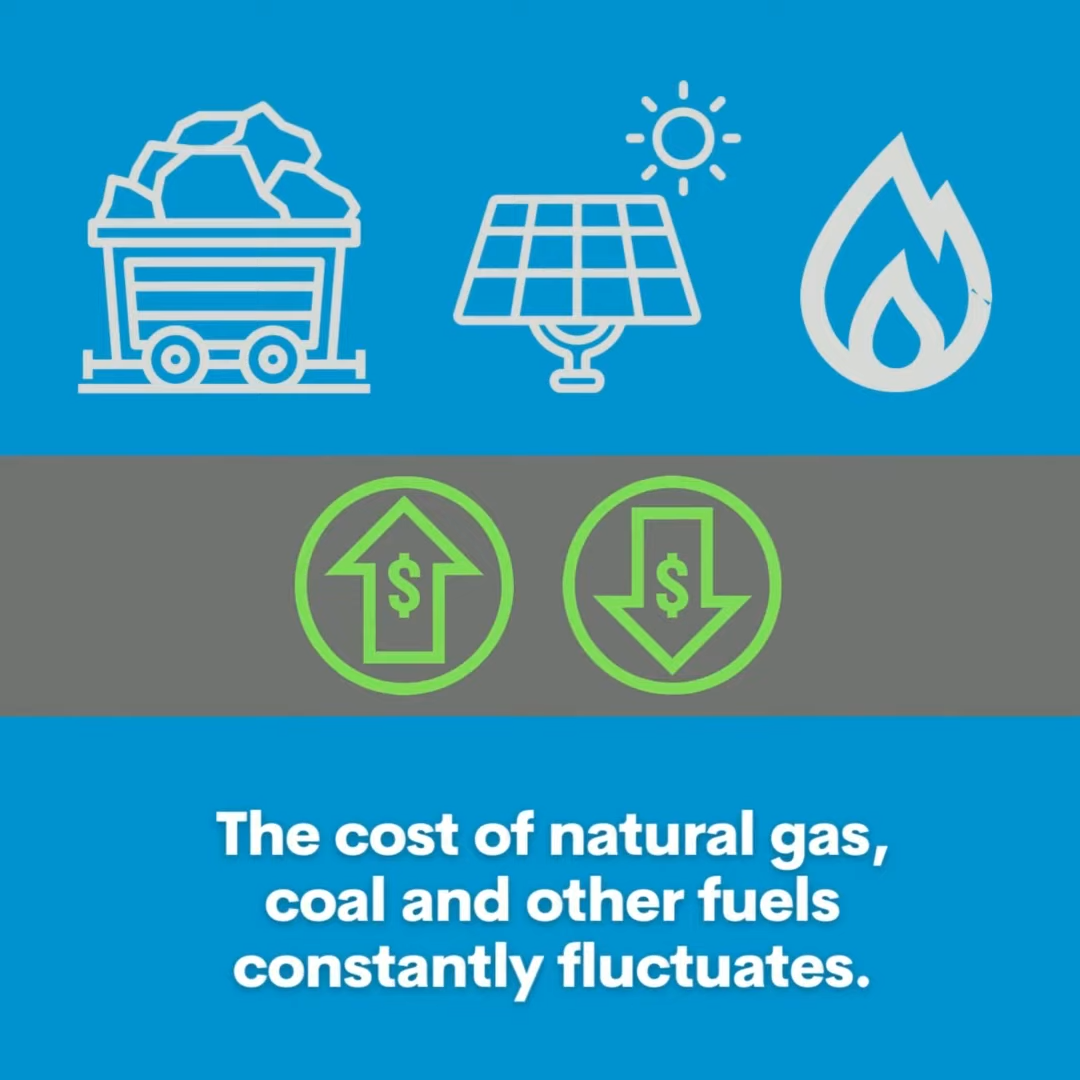 $ $
The cost of natural gas,
coal and other fuels
constantly fluctuates.